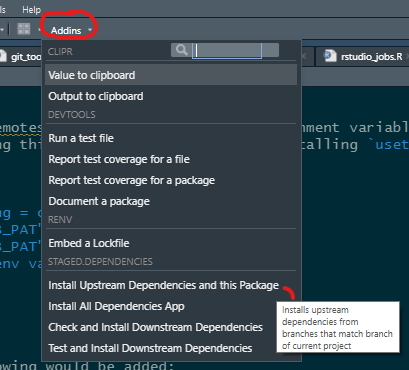 ls Help
Addins
git_too
rstudio_jobs.R
CLIPR
Value to clipboard
Output to clipboard
DEVTOOLS
Run a test file
Report test coverage for a file
Report test coverage for a package
Document a package
RENV
Embed a Lockfile
STAGED.DEPENDENCIES
Install Upstream Dependencies and this Package
Install All Dependencies App
Check and Install Downstream Dependencies
Test and Install Downstream Dependencies
Installs upstream
dependencies from
branches that match branch
of current project
emotes
nment variabl
ng thi
talling `uset
ng = c
B_PAT"
B_PAT"
env va
owing would be added: